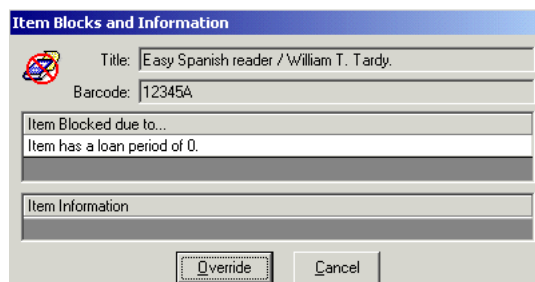 Item Blocks and Information
Title: Easy Spanish reader / William T. Tardy.
Barcode: 12345A
Item Blocked due to...
Item has a loan period of 0.
Item Information
Override Cancel